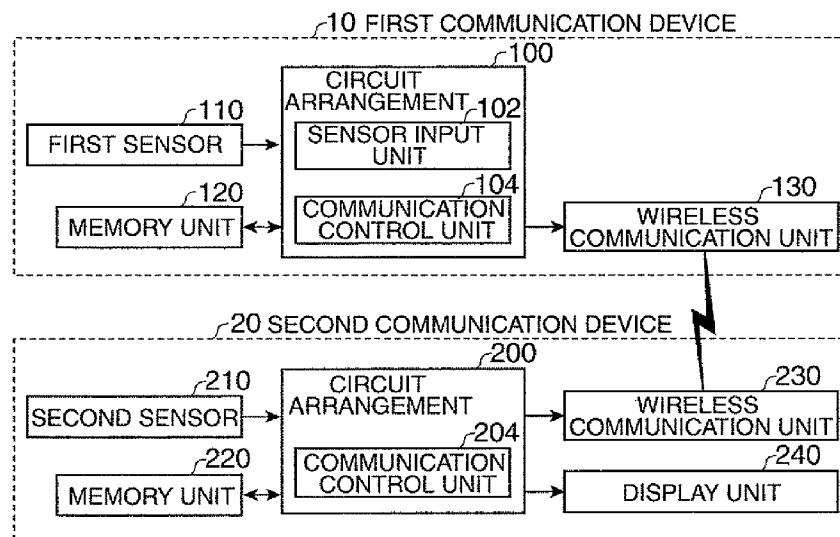 10 FIRST COMMUNICATION DEVICE
100
CIRCUIT
ARRANGEMENT
102
SENSOR INPUT
UNIT
110
FIRST SENSOR
104
COMMUNICATION
CONTROL UNIT
120
MEMORY UNIT
130
WIRELESS
COMMUNICATION UNIT
20 SECOND COMMUNICATION DEVICE
200
CIRCUIT
ARRANGEMENT
210
SECOND SENSOR
204
COMMUNICATION
CONTROL UNIT
220
MEMORY UNIT
230
WIRELESS
COMMUNICATION UNIT
240
DISPLAY UNIT